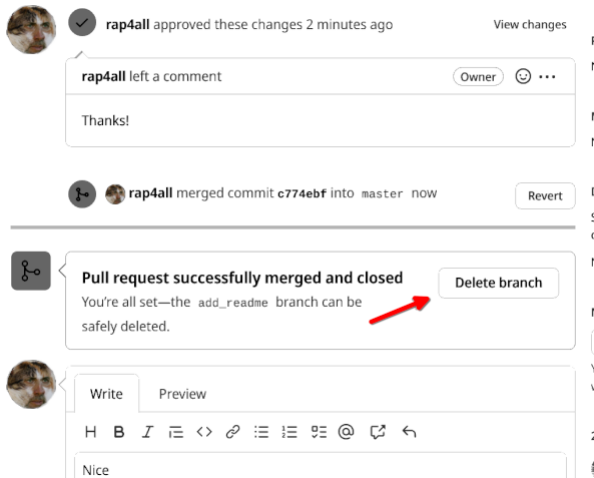 rap4all approved these changes 2 minutes ago
View changes
rap4all left a comment
Owner
Thanks!
rap4all merged commit c774ebf into master now
Revert
Pull request successfully merged and closed
Delete branch
You're all set—the add_readme branch can be
safely deleted.
Write
Preview
H B I
Nice